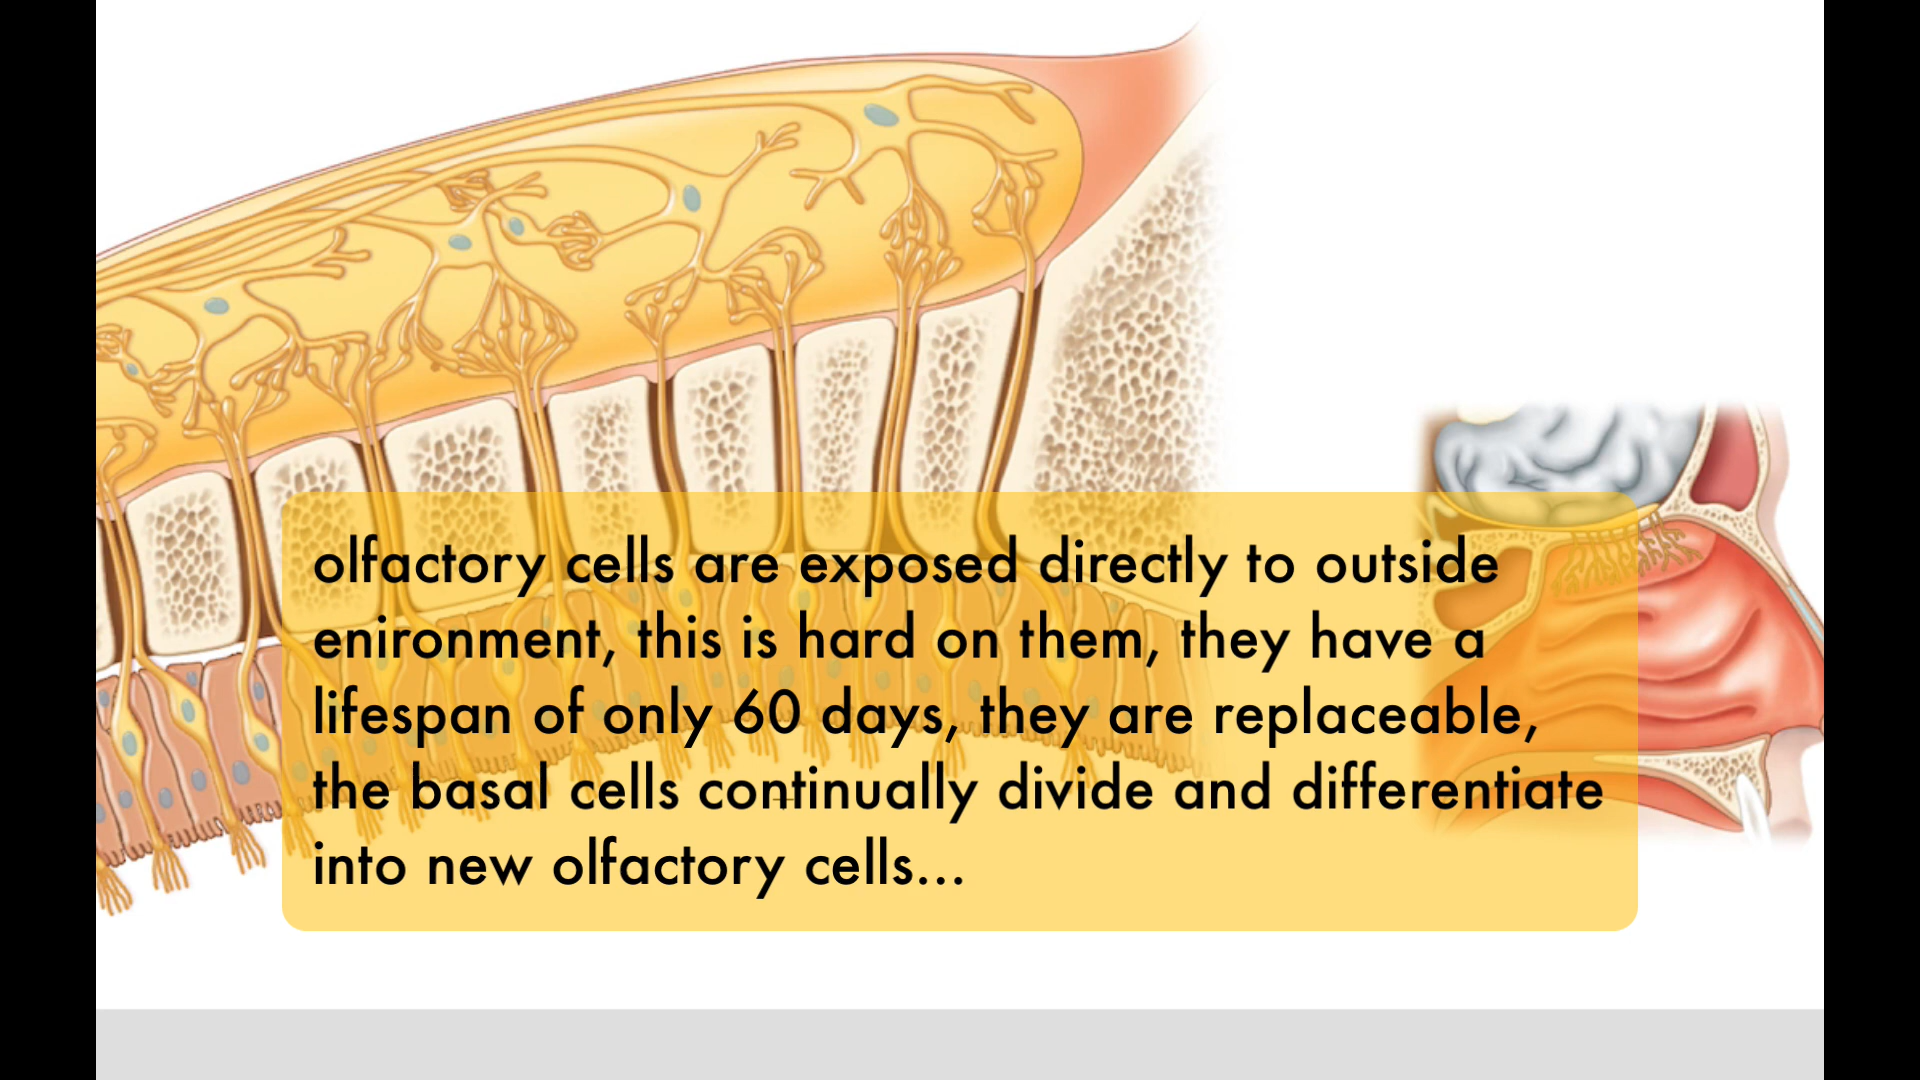 olfactory cells are exposed directly to outside
enironment, this is hard on them, they have a
lifespan of only 60 days, they are replaceable,
the basal cells continually divide and differentiate
into new olfactory cells...